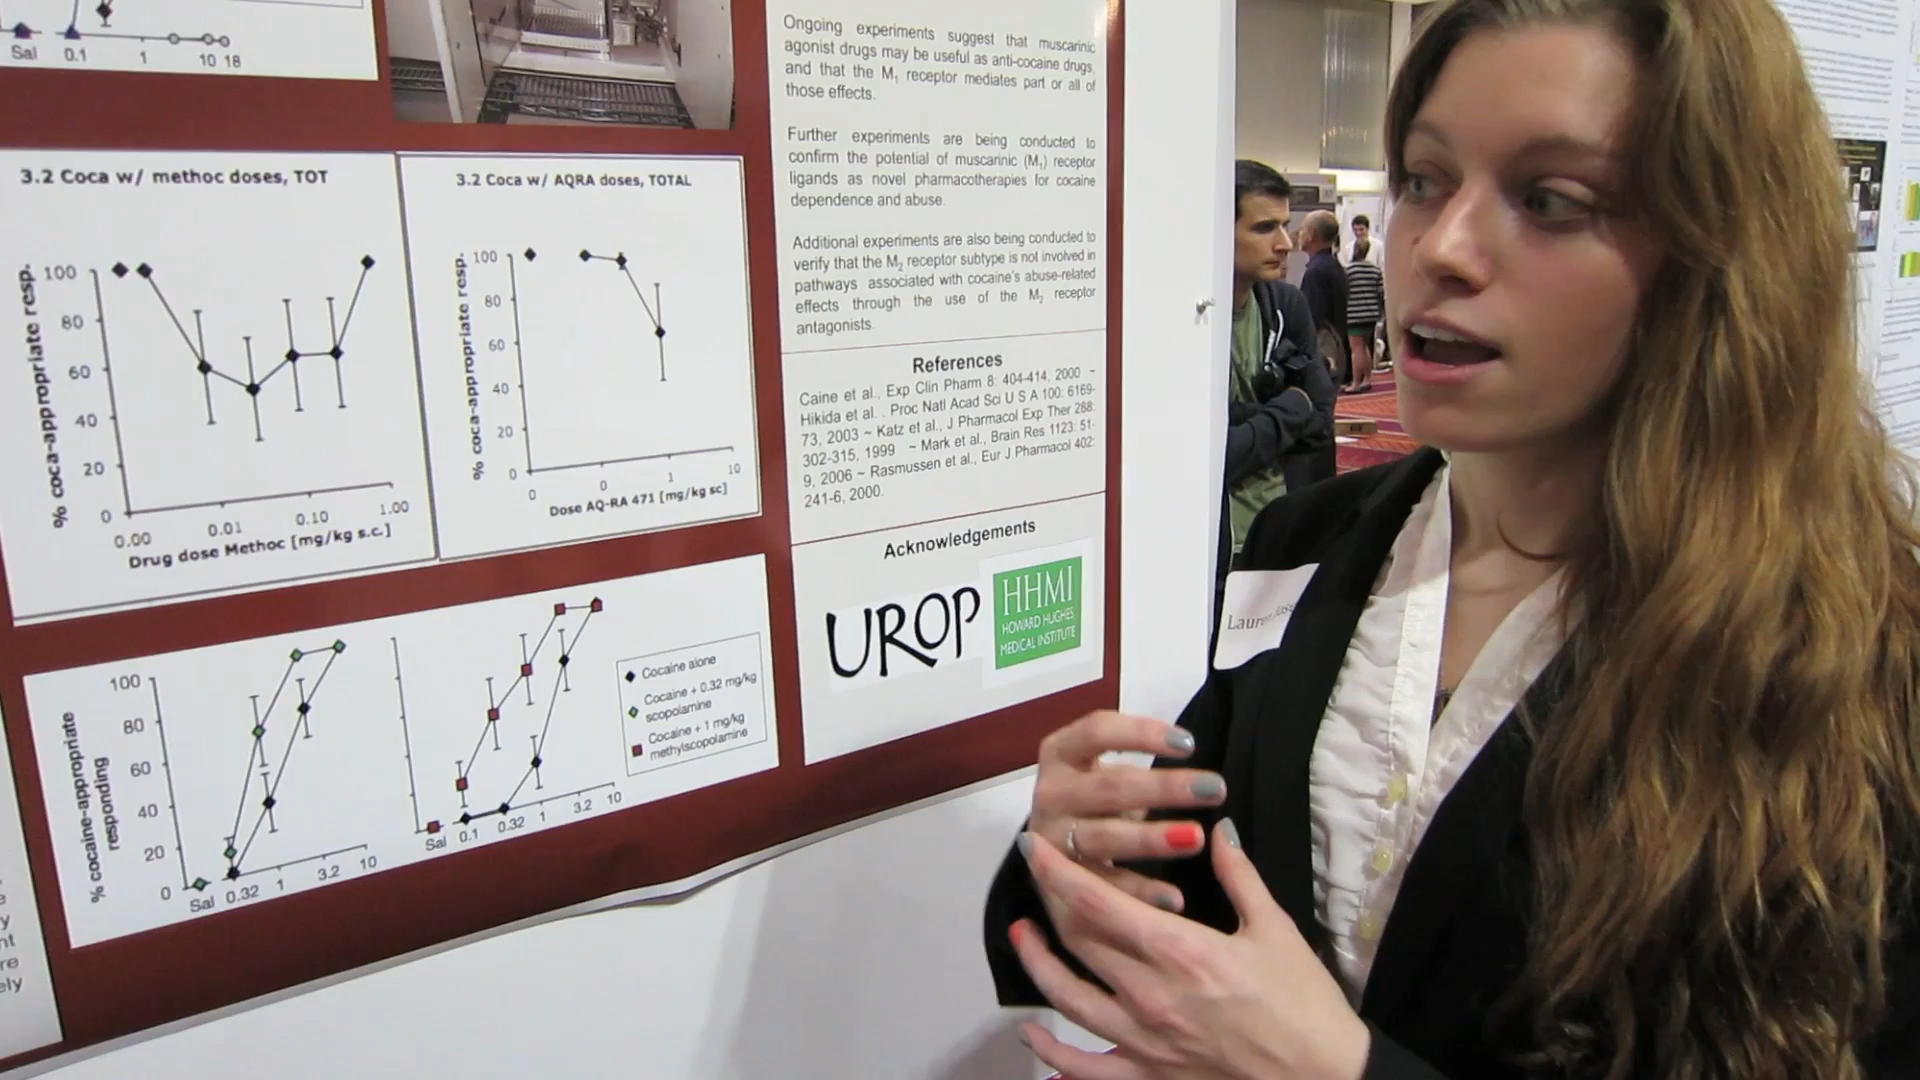 Sal 0.1 1 10 18
3.2 Coca w/ methoc doses, TOT
% coca-appropriate resp.
100
80
60
40
20
0
0.00 0.01 0.10 1.00
Drug dose Methoc [mg/kg s.c.]
3.2 Coca w/ AQRA doses, TOTAL
% coca-appropriate resp.
100
80
60
40
20
0
0 0 1 10
Dose AQ-RA 471 [mg/kg sc]
% cocaine-appropriate
responding
100
80
60
40
20
0
Sal 0.32 1 3.2 10
Sal 0.1 0.32 1 3.2 10
Cocaine alone
Cocaine + 0.32 mg/kg
scopolamine
Cocaine + 1 mg/kg
methylscopolamine
Ongoing experiments suggest that muscarinic
agonist drugs may be useful as anti-cocaine drugs,
and that the M₁ receptor mediates part or all of
those effects.
Further experiments are being conducted to
confirm the potential of muscarinic (M₁) receptor
ligands as novel pharmacotherapies for cocaine
dependence and abuse.
Additional experiments are also being conducted to
verify that the M₂ receptor subtype is not involved in
pathways associated with cocaine's abuse-related
effects through the use of the M₂ receptor
antagonists.
References
Caine et al., Exp Clin Pharm 8: 404-414, 2000 ~
Hikida et al. . Proc Natl Acad Sci U S A 100: 6169-
73, 2003 ~ Katz et al., J Pharmacol Exp Ther 288:
302-315, 1999 ~ Mark et al., Brain Res 1123: 51-
9, 2006 ~ Rasmussen et al., Eur J Pharmacol 402:
241-6, 2000.
Acknowledgements
UROP
HHMI
HOWARD HUGHES
MEDICAL INSTITUTE